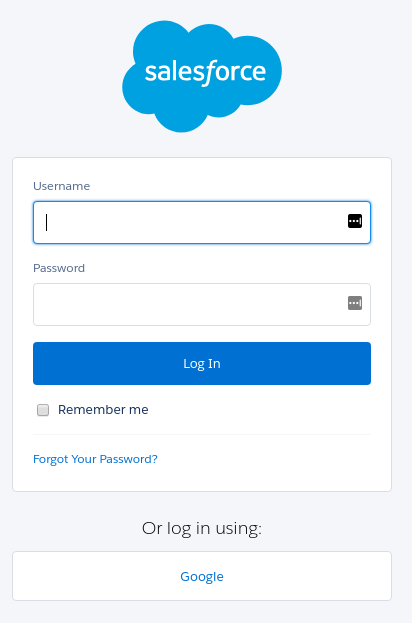 salesforce
Username
Password
Log In
Remember me
Forgot Your Password?
Or log in using:
Google